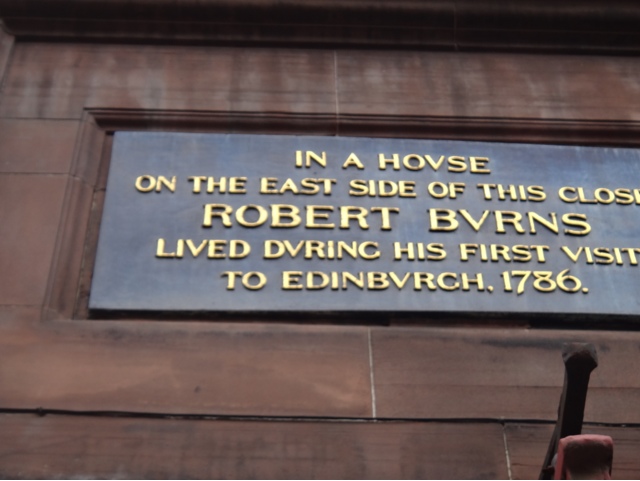 IN A HOVSE
ON THE EAST SIDE OF THIS CLOSE
ROBERT BVRNS
LIVED DVRING HIS FIRST VISIT
TO EDINBVRGH, 1786.